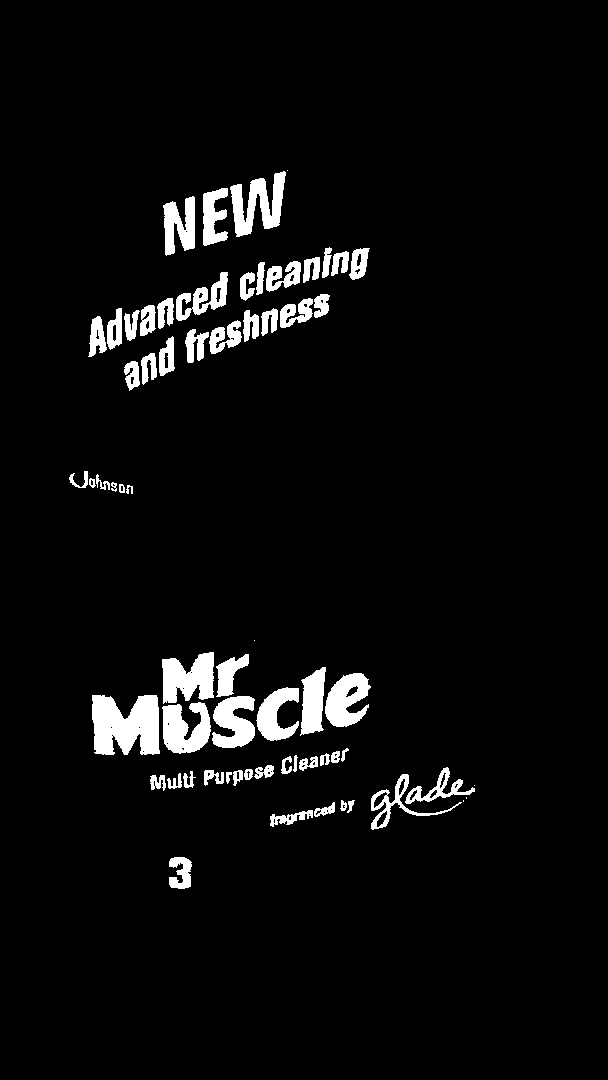 NEW
Advanced cleaning
and freshness
Johnson
Mr
Muscle
Multi Purpose Cleaner
fragranced by glade
3